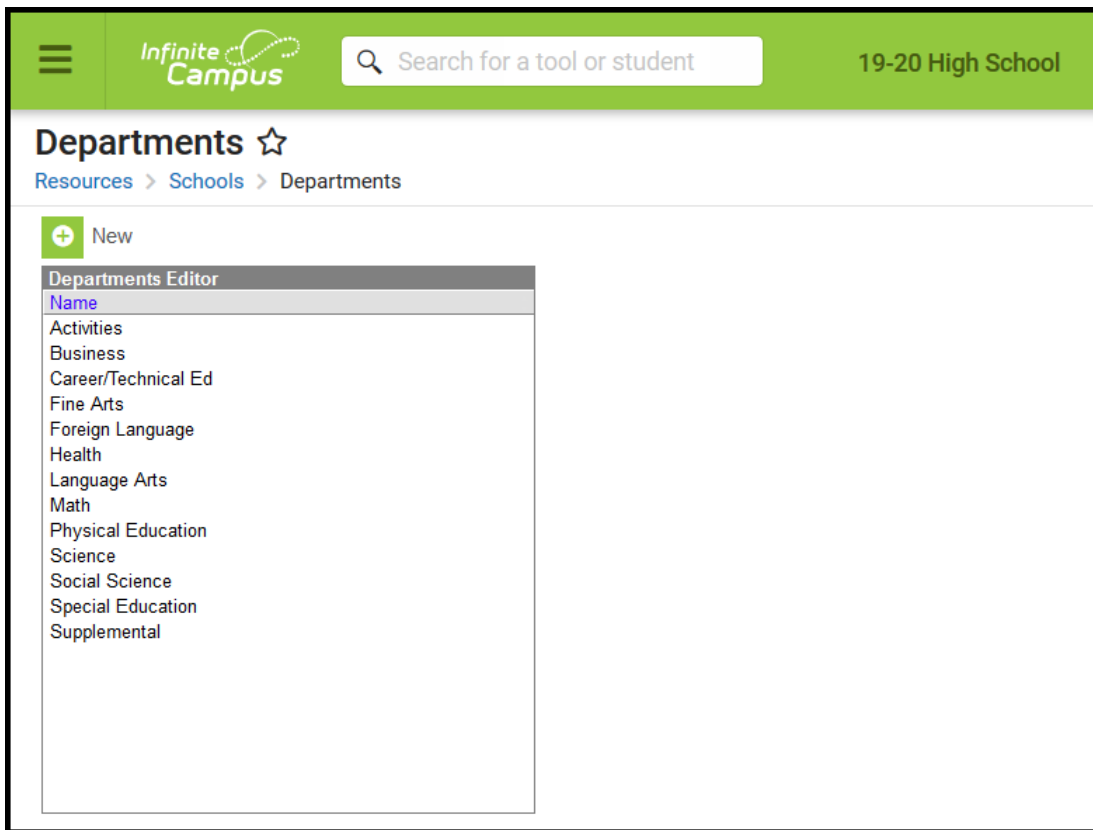 Infinite Campus
Search for a tool or student
19-20 High School
Departments
Resources > Schools > Departments
New
Departments Editor
Name
Activities
Business
Career/Technical Ed
Fine Arts
Foreign Language
Health
Language Arts
Math
Physical Education
Science
Social Science
Special Education
Supplemental